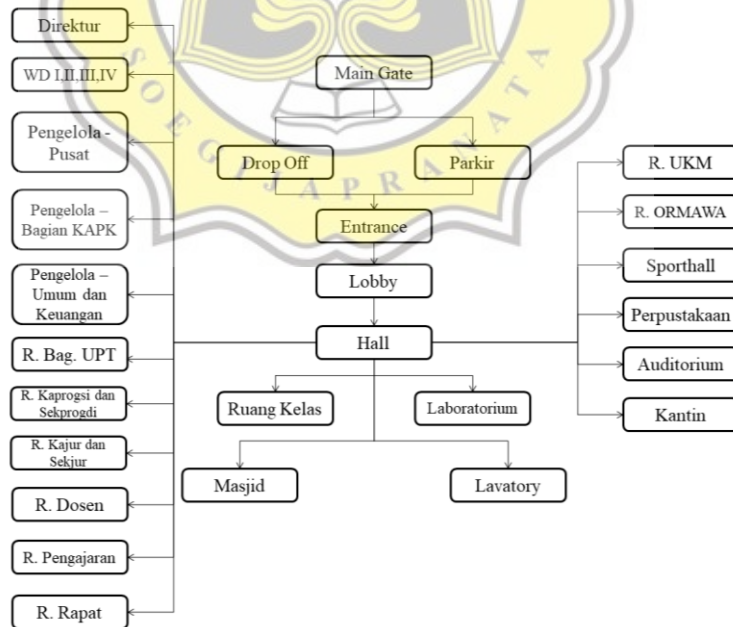 Direktur
WD I.II.III.IV
Pengelola -
Pusat
Pengelola –
Bagian KAPK
Pengelola –
Umum dan
Keuangan
R. Bag. UPT
R. Kaprogsi dan
Sekprogdi
R. Kajur dan
Sekjur
R. Dosen
R. Pengajaran
R. Rapat
Main Gate
Drop Off
Parkir
Entrance
Lobby
Hall
Ruang Kelas
Laboratorium
Masjid
Lavatory
R. UKM
R. ORMAWA
Sporthall
Perpustakaan
Auditorium
Kantin
SOEGIJAPRANATA